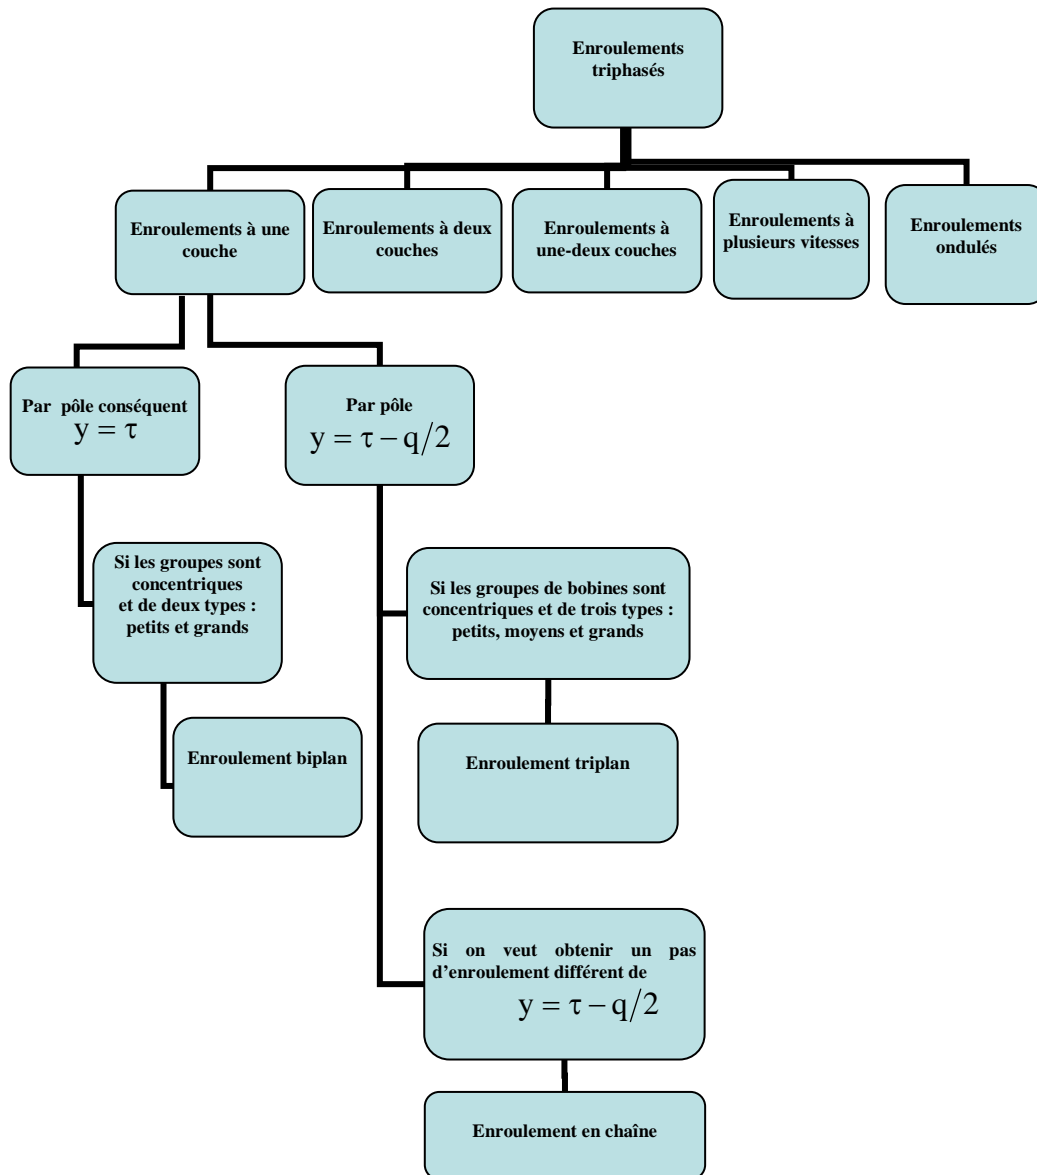 Enroulements
triphasés
Enroulements à une
couche
Enroulements à deux
couches
Enroulements à
une-deux couches
Enroulements à
plusieurs vitesses
Enroulements
ondulés
Par pôle conséquent
y = τ
Par pôle
y = τ − q/2
Si les groupes sont
concentriques
et de deux types :
petits et grands
Si les groupes de bobines sont
concentriques et de trois types :
petits, moyens et grands
Enroulement biplan
Enroulement triplan
Si on veut obtenir un pas
d’enroulement différent de
y = τ − q/2
Enroulement en chaîne